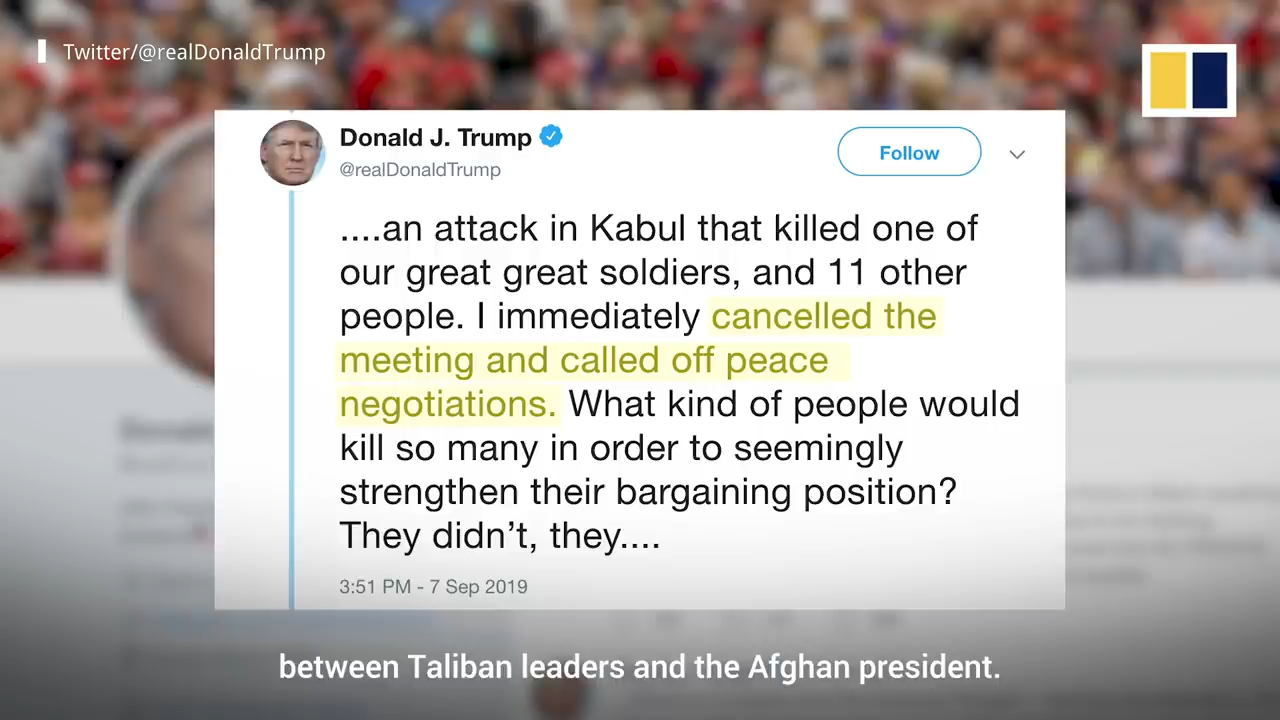 Twitter/@realDonaldTrump
Donald J. Trump
@realDonaldTrump
Follow
....an attack in Kabul that killed one of
our great great soldiers, and 11 other
people. I immediately cancelled the
meeting and called off peace
negotiations. What kind of people would
kill so many in order to seemingly
strengthen their bargaining position?
They didn’t, they....
3:51 PM - 7 Sep 2019
between Taliban leaders and the Afghan president.